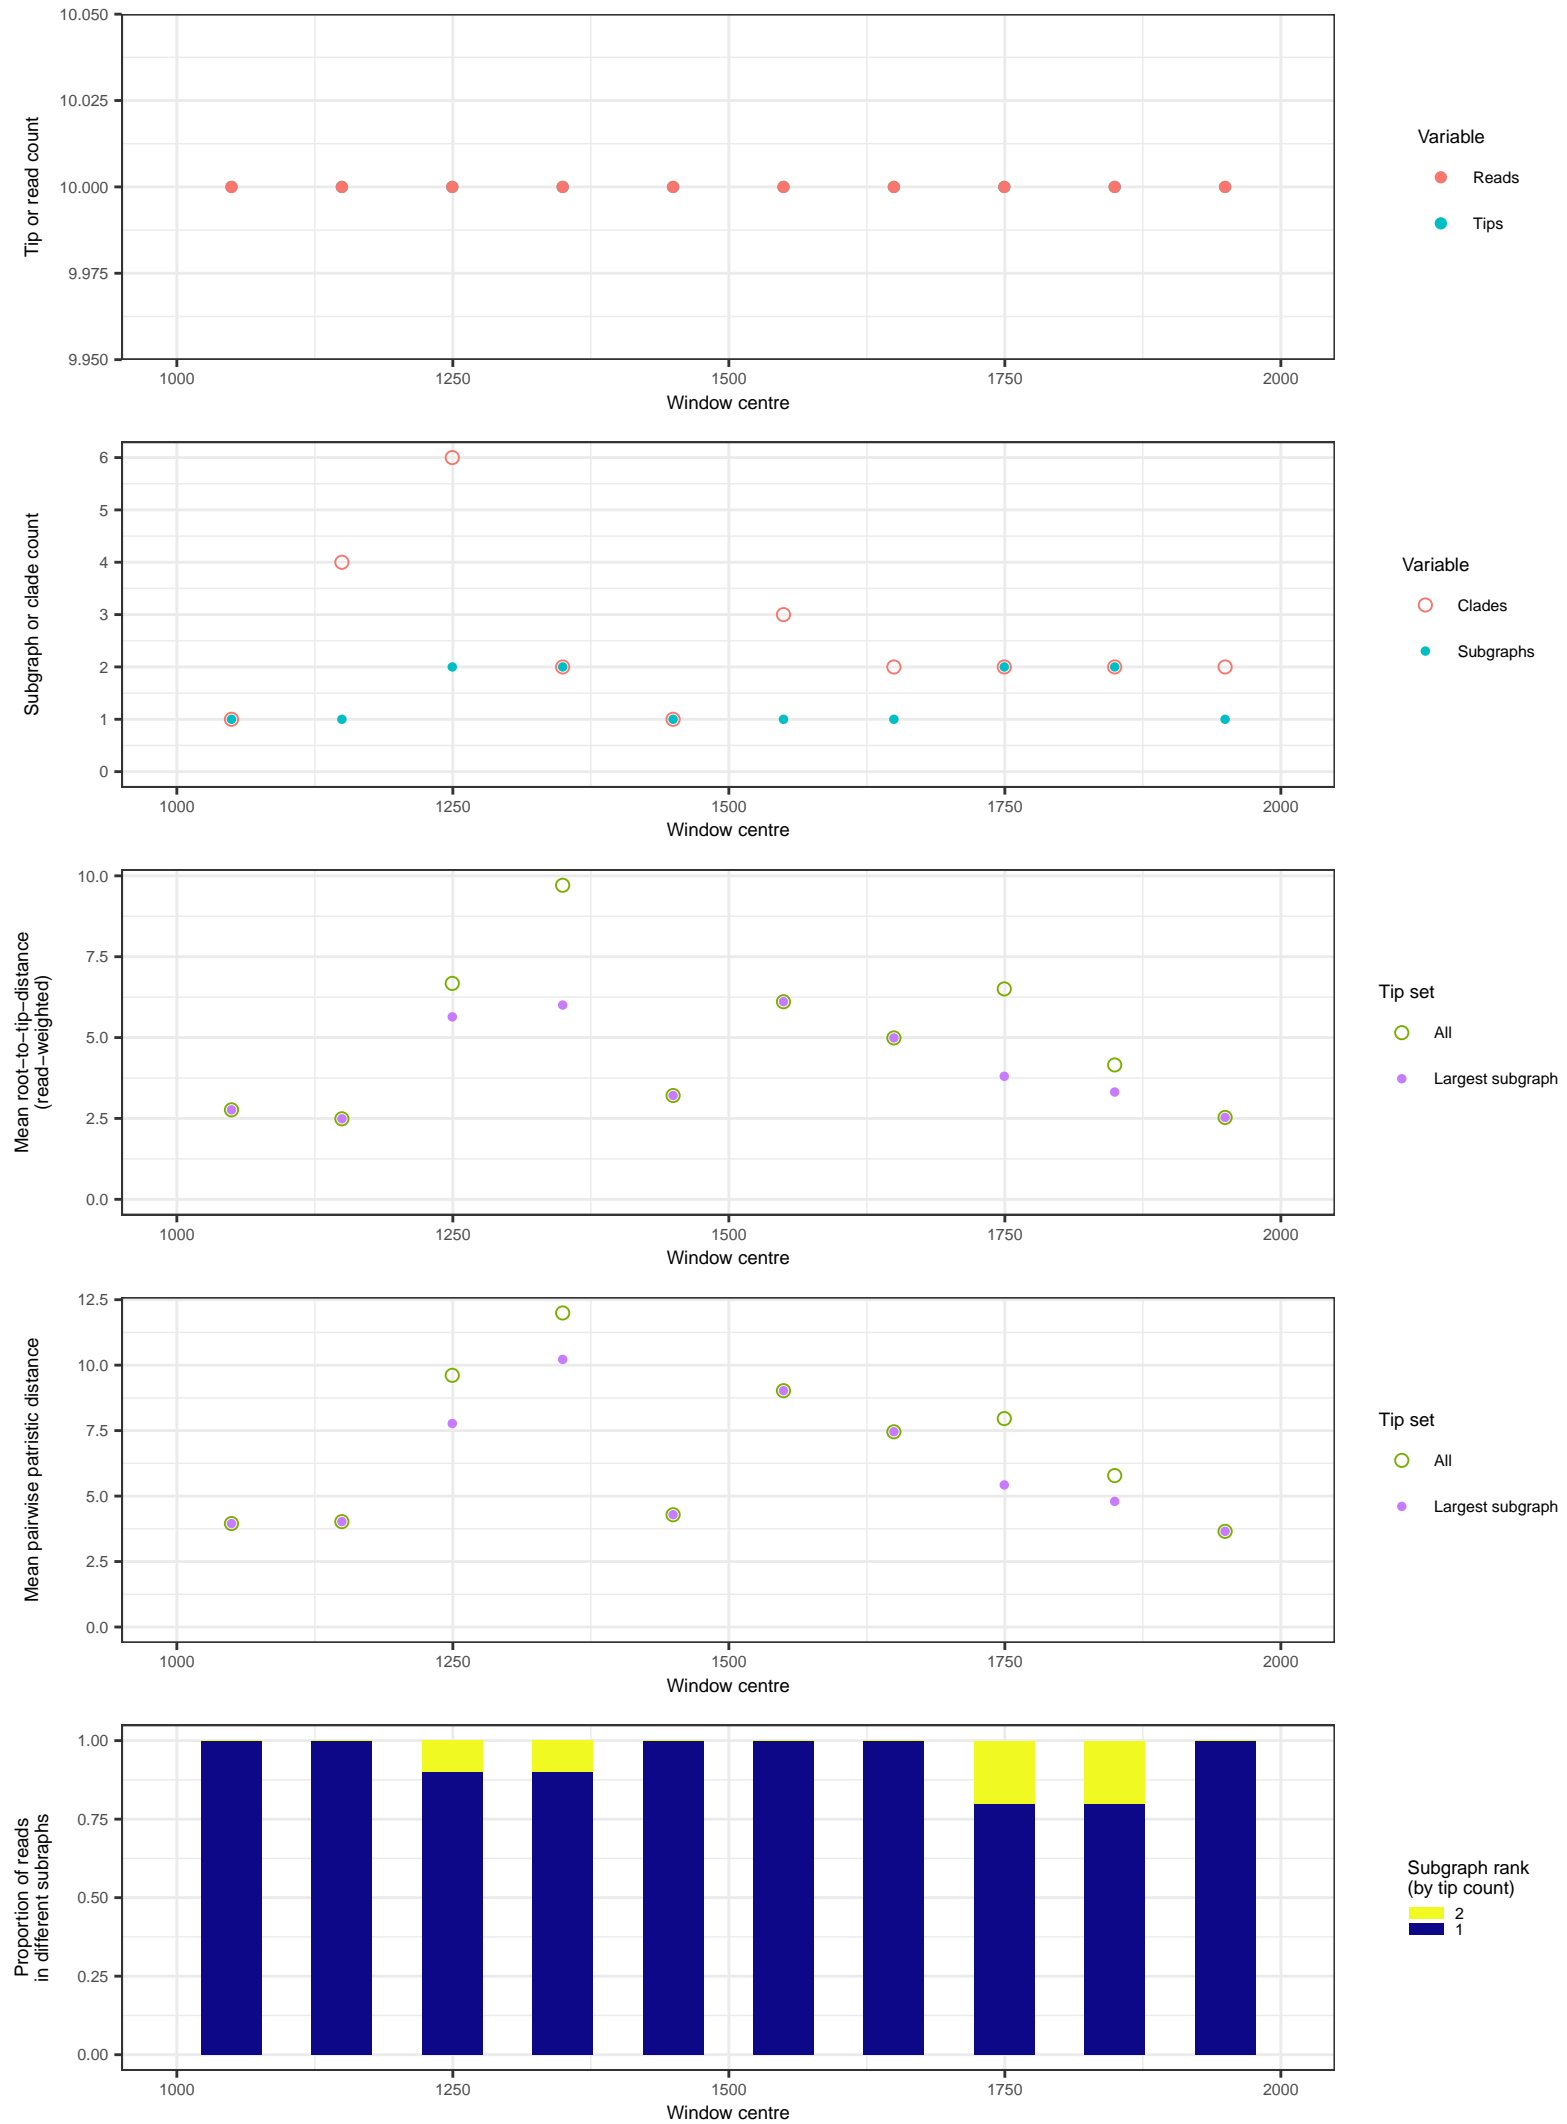 10.050
10.025
10.000
9.975
9.950
Tip or read count
1000 1250 1500 1750 2000
Window centre
Variable
Reads
Tips
6
5
4
3
2
1
0
Subgraph or clade count
1000 1250 1500 1750 2000
Window centre
Variable
Clades
Subgraphs
10.0
7.5
5.0
2.5
0.0
Mean root−to−tip−distance
(read−weighted)
1000 1250 1500 1750 2000
Window centre
Tip set
All
Largest subgraph
12.5
10.0
7.5
5.0
2.5
0.0
Mean pairwise patristic distance
1000 1250 1500 1750 2000
Window centre
Tip set
All
Largest subgraph
1.00
0.75
0.50
0.25
0.00
Proportion of reads
in different subraphs
1000 1250 1500 1750 2000
Window centre
Subgraph rank
(by tip count)
2
1